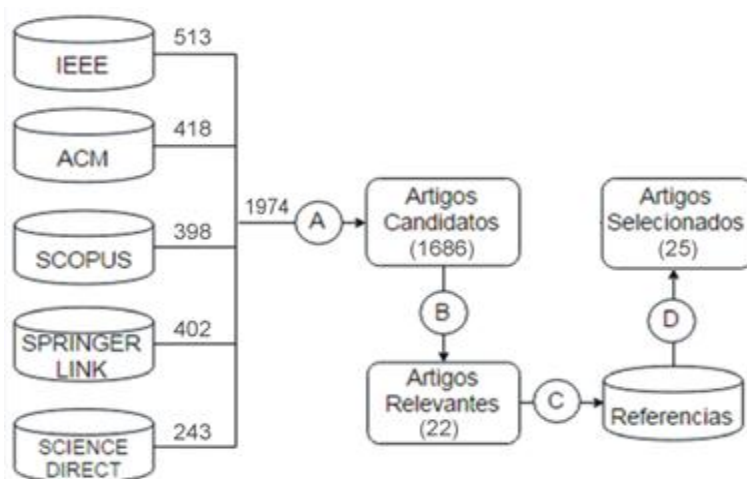 513
IEEE
418
ACM
398
SCOPUS
402
SPRINGER
LINK
243
SCIENCE
DIRECT
1974
A
Artigos
Candidatos
(1686)
B
Artigos
Relevantes
(22)
C
Referencias
D
Artigos
Selecionados
(25)